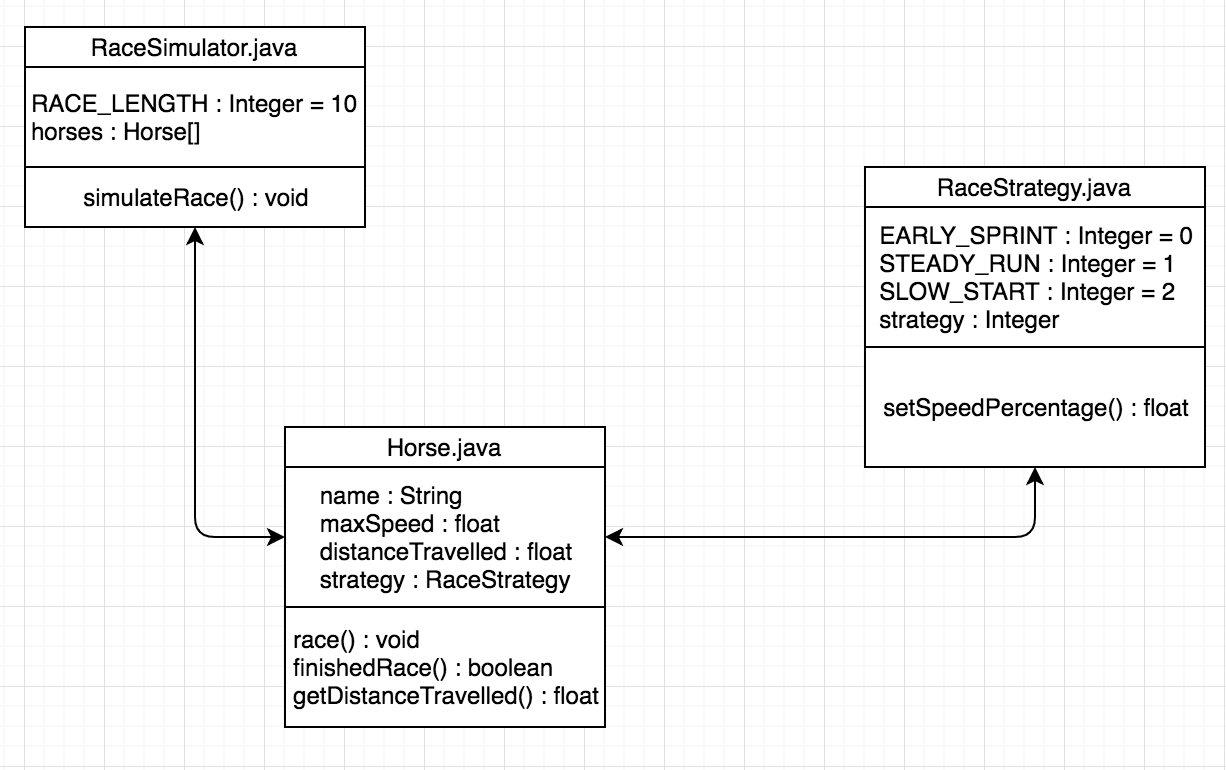 RaceSimulator.java
RACE_LENGTH : Integer = 10
horses : Horse[]
simulateRace() : void
RaceStrategy.java
EARLY_SPRINT : Integer = 0
STEADY_RUN : Integer = 1
SLOW_START : Integer = 2
strategy : Integer
setSpeedPercentage() : float
Horse.java
name : String
maxSpeed : float
distanceTravelled : float
strategy : RaceStrategy
race() : void
finishedRace() : boolean
getDistanceTravelled() : float